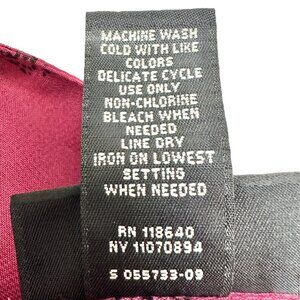 MACHINE WASH
COLD WITH LIKE
COLORS
DELICATE CYCLE
USE ONLY
NON-CHLORINE
BLEACH WHEN
NEEDED
LINE DRY
IRON ON LOWEST
SETTING
WHEN NEEDED
RN 118640
NV 11070894
S 055733-09